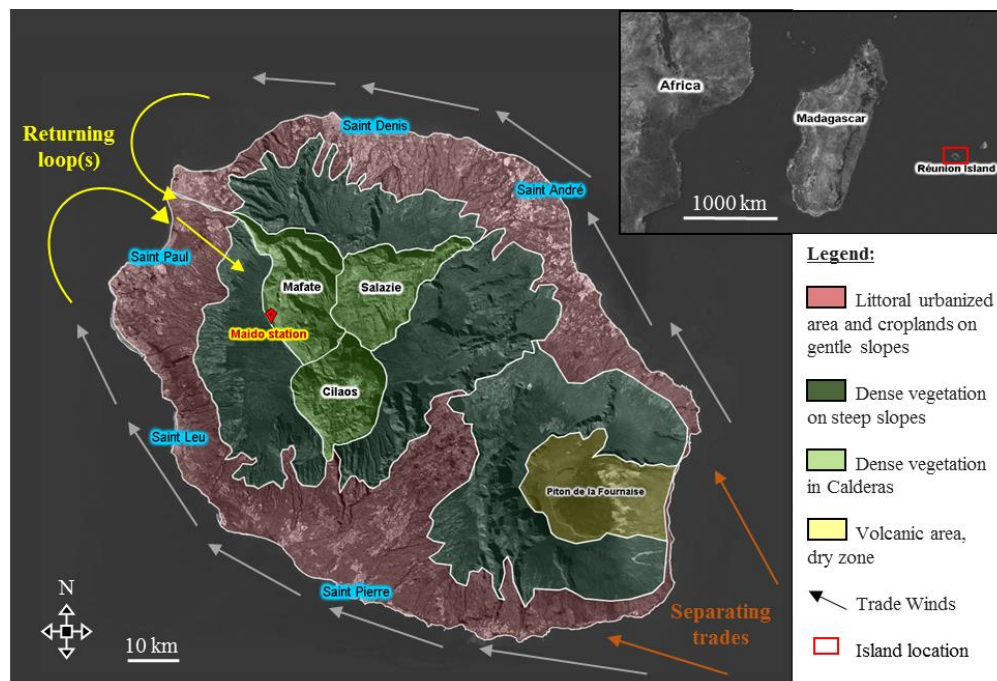 Africa
Madagascar
Réunion Island
1000 km
Returning
loop(s)
Saint Denis
Saint André
Saint Paul
Mafate
Salazie
Maido station
Cilaos
Saint Leu
Piton de la Fournaise
Saint Pierre
Separating
trades
N
10 km
Legend:
Littoral urbanized
area and croplands on
gentle slopes
Dense vegetation
on steep slopes
Dense vegetation
in Calderas
Volcanic area,
dry zone
Trade Winds
Island location